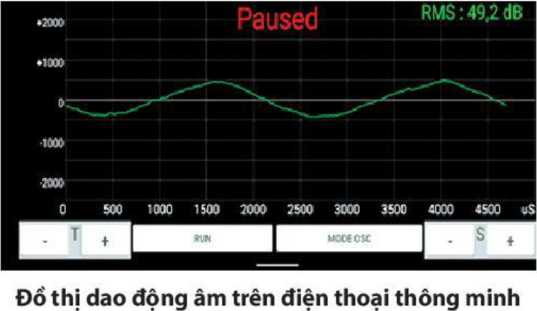 Paused
RMS : 49,2 dB
+2000
+1000
0
-1000
-2000
0 500 1000 1500 2000 2500 3000 3500 4000 4500 uS
- T + RUN MODE OSC - S +
Đồ thị dao động âm trên điện thoại thông minh